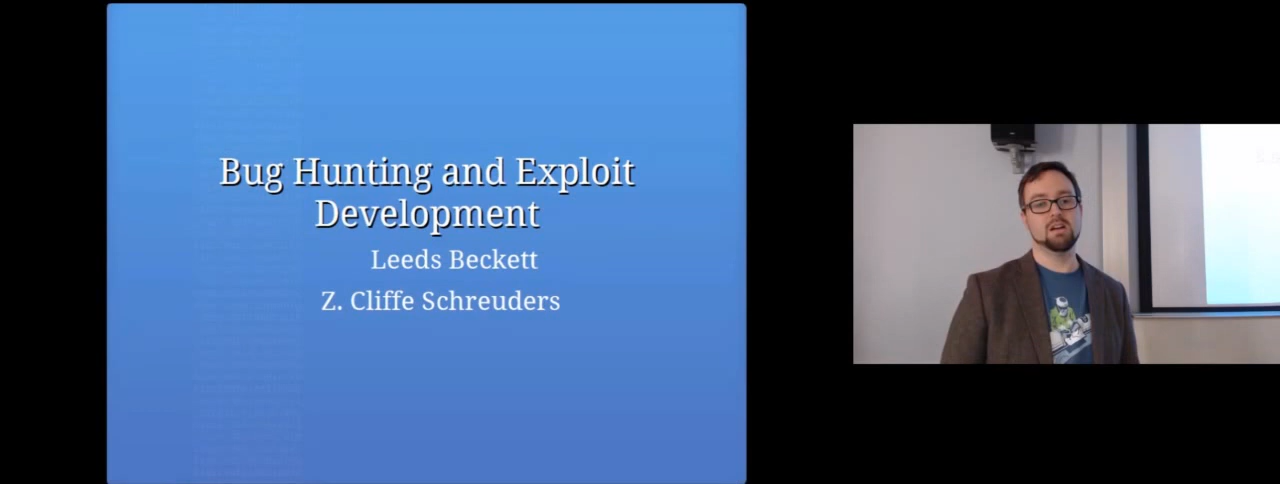 Bug Hunting and Exploit
Development
Leeds Beckett
Z. Cliffe Schreuders